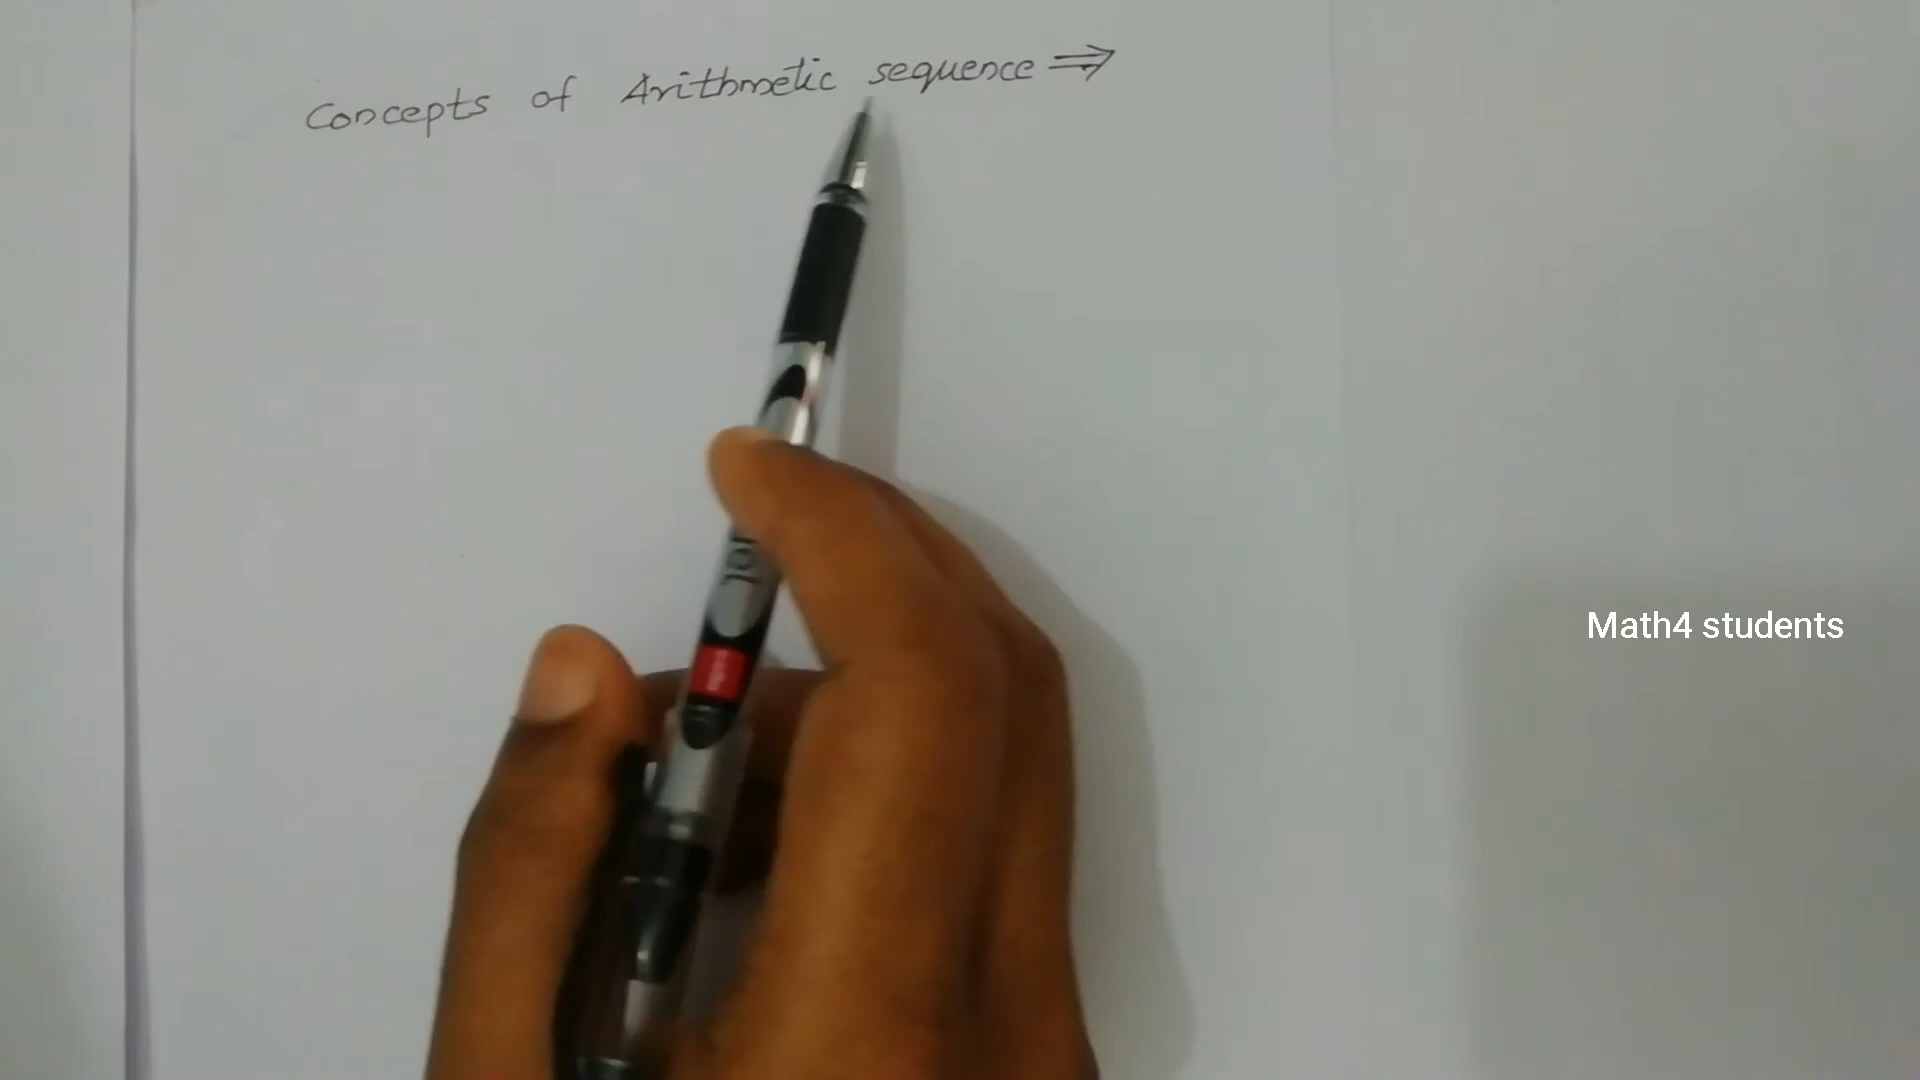 Concepts of Arithmetic sequence ⇒
Math4 students